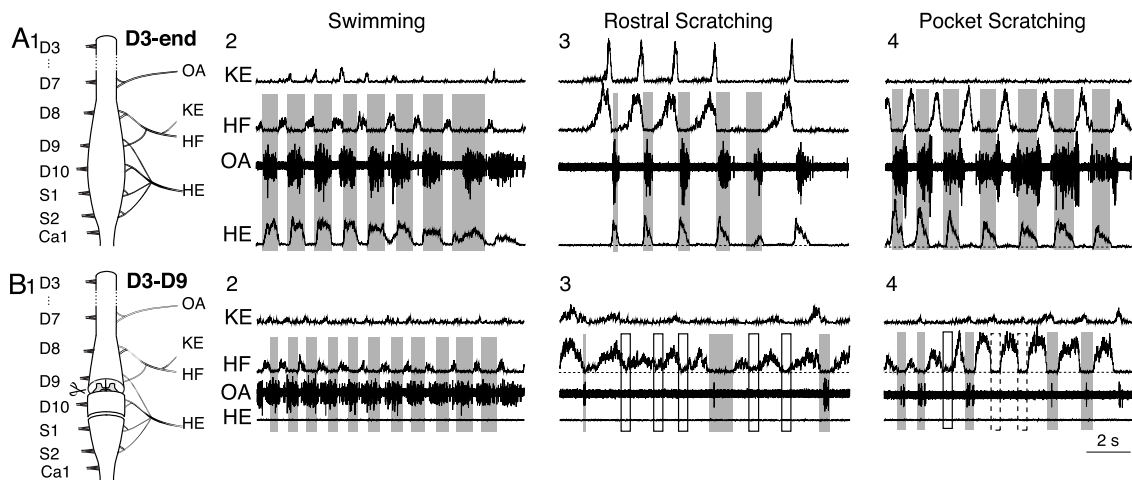 Swimming
Rostral Scratching
Pocket Scratching
A1
D3-end
2
3
4
D3
D7
D8
D9
D10
S1
S2
Ca1
OA
KE
HF
HE
KE
HF
OA
HE
KE
B1
D3-D9
2
3
4
D3
D7
D8
D9
D10
S1
S2
Ca1
OA
KE
HF
HE
KE
HF
OA
HE
KE
2 s